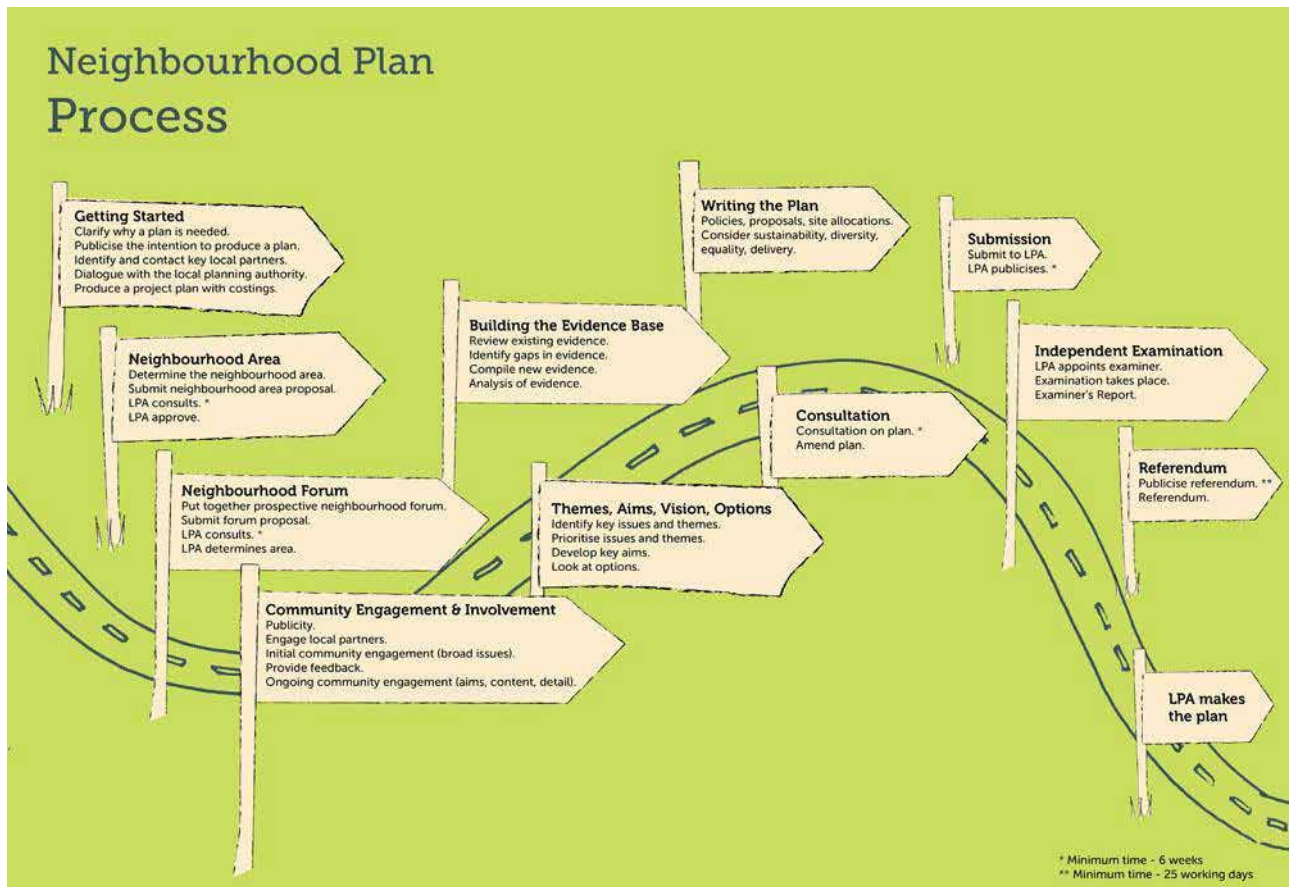 Neighbourhood Plan
Process
Getting Started
Clarify why a plan is needed.
Publicise the intention to produce a plan.
Identify and contact key local partners.
Dialogue with the local planning authority.
Produce a project plan with costings.
Neighbourhood Area
Determine the neighbourhood area.
Submit neighbourhood area proposal.
LPA consults. *
LPA approve.
Neighbourhood Forum
Put together prospective neighbourhood forum.
Submit forum proposal.
LPA consults. *
LPA determines area.
Community Engagement & Involvement
Publicity.
Engage local partners.
Initial community engagement (broad issues).
Provide feedback.
Ongoing community engagement (aims, content, detail).
Building the Evidence Base
Review existing evidence.
Identify gaps in evidence.
Compile new evidence.
Analysis of evidence.
Themes, Aims, Vision, Options
Identify key issues and themes.
Prioritise issues and themes.
Develop key aims.
Look at options.
Writing the Plan
Policies, proposals, site allocations.
Consider sustainability, diversity,
equality, delivery.
Consultation
Consultation on plan. *
Amend plan.
Submission
Submit to LPA.
LPA publicises. *
Independent Examination
LPA appoints examiner.
Examination takes place.
Examiner's Report.
Referendum
Publicise referendum. **
Referendum.
LPA makes
the plan
* Minimum time - 6 weeks
** Minimum time - 25 working days